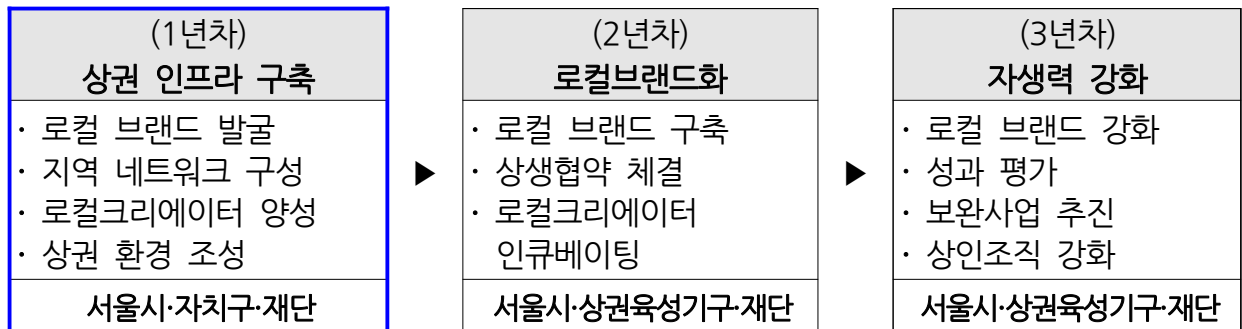 (1년차)
상권 인프라 구축
· 로컬 브랜드 발굴
· 지역 네트워크 구성
· 로컬크리에이터 양성
· 상권 환경 조성
서울시·자치구·재단
▶
(2년차)
로컬브랜드화
· 로컬 브랜드 구축
· 상생협약 체결
· 로컬크리에이터
인큐베이팅
서울시·상권육성기구·재단
▶
(3년차)
자생력 강화
· 로컬 브랜드 강화
· 성과 평가
· 보완사업 추진
· 상인조직 강화
서울시·상권육성기구·재단